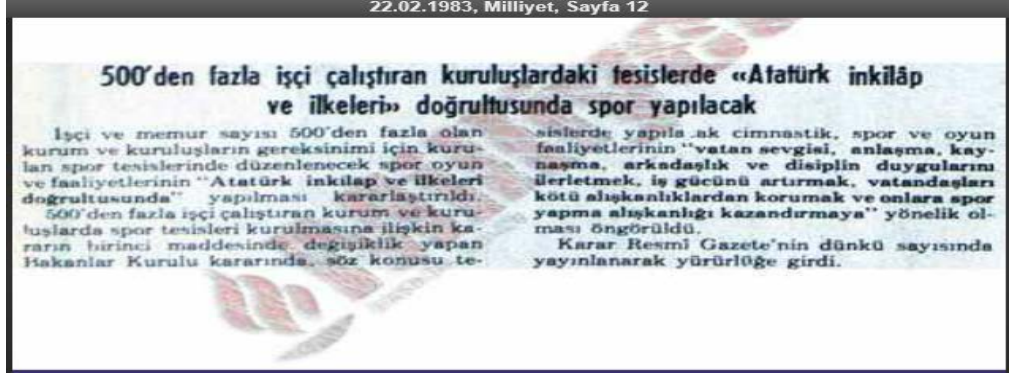 22.02.1983, Milliyet, Sayfa 12
500'den fazla işçi çalıştıran kuruluşlardaki tesislerde «Atatürk inkilâp
ve ilkeleri» doğrultusunda spor yapılacak
İşçi ve memur sayısı 500'den fazla olan
kurum ve kuruluşların gereksinimi için kuru-
lan spor tesislerinde düzenlenecek spor oyun
ve faaliyetlerinin "Atatürk inkilap ve ilkeleri
doğrultusunda" yapılması kararlaştırıldı.
500'den fazla işçi çalıştıran kurum ve kuru-
luşlarda spor tesisleri kurulmasına ilişkin ka-
rarın birinci maddesinde değişiklik yapan
Bakanlar Kurulu kararında, söz konusu te-
sislerde yapıla ak cimnastik, spor ve oyun
faaliyetlerinin "vatan sevgisi, anlaşma, kay-
naşma, arkadaşlık ve disiplin duygularını
ilerletmek, iş gücünü artırmak, vatandaşları
kötü alışkanlıklardan korumak ve onlara spor
yapma alışkanlığı kazandırmaya" yönelik ol-
ması öngörüldü.
Karar Resmî Gazete'nin dünkü sayısında
yayınlanarak yürürlüğe girdi.